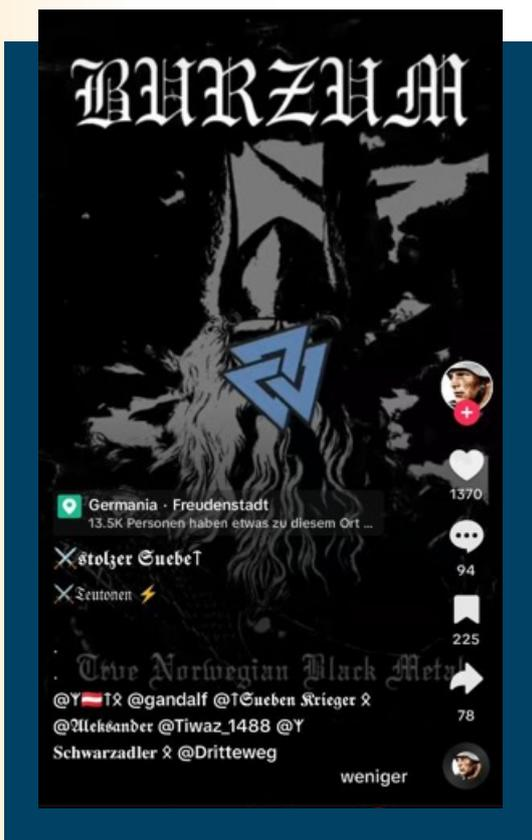 BURZUM
Germania · Freudenstadt
13.5K Personen haben etwas zu diesem Ort ...
⚔️𝖘𝖙𝖔𝖑𝖟𝖊𝖗 𝕾𝖚𝖊𝖇𝖊ᛏ
⚔️𝔗𝔢𝔲𝔱𝔬𝔫𝔢𝔫 ⚡
.
.
True Norwegian Black Metal
@ᛉ🇦🇹ᛏᛟ @gandalf @ᛏ𝕾𝖚𝖊𝖇𝖊𝖓 𝕶𝖗𝖎𝖊𝖌𝖊𝖗 ᛟ
@𝕬𝖑𝖊𝖐𝖘𝖆𝖓𝖉𝖊𝖗 @Tiwaz_1488 @ᛉ
𝐒𝐜𝐡𝐰𝐚𝐫𝐳𝐚𝐝𝐥𝐞𝐫 ᛟ @Dritteweg
weniger
1370
94
225
78